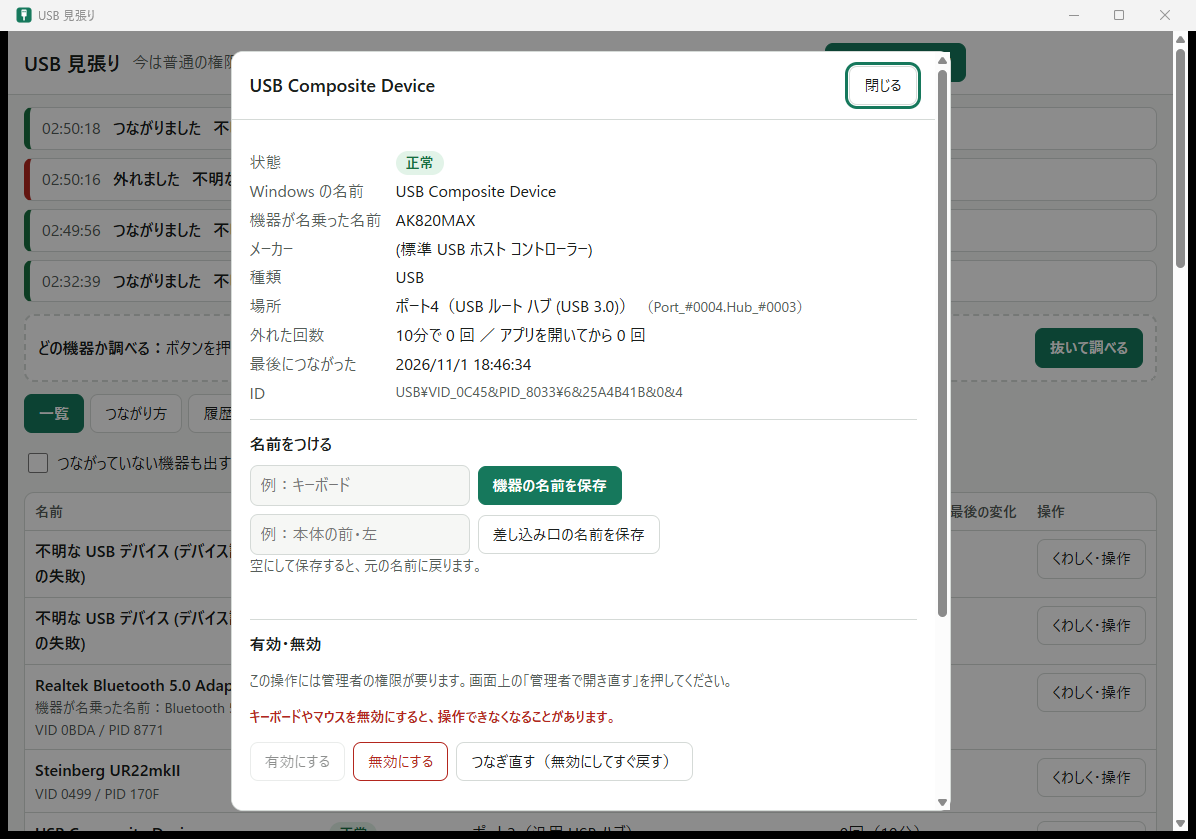 USB 見張り
USB 見張り 今は普通の権限
02:50:18 つながりました 不
02:50:16 外れました 不明な
02:49:56 つながりました 不
02:32:39 つながりました 不
どの機器か調べる：ボタンを押
抜いて調べる
一覧 つながり方 履歴
つながっていない機器も出す
名前 最後の変化 操作
不明な USB デバイス (デバイス
の失敗)
くわしく・操作
不明な USB デバイス (デバイス
の失敗)
くわしく・操作
Realtek Bluetooth 5.0 Adap
機器が名乗った名前：Bluetooth
VID 0BDA / PID 8771
くわしく・操作
Steinberg UR22mkII
VID 0499 / PID 170F
くわしく・操作
USB Composite Device
閉じる
状態 正常
Windows の名前 USB Composite Device
機器が名乗った名前 AK820MAX
メーカー (標準 USB ホスト コントローラー)
種類 USB
場所 ポート4（USB ルート ハブ (USB 3.0)） （Port_#0004.Hub_#0003）
外れた回数 10分で 0 回 ／ アプリを開いてから 0 回
最後につながった 2026/11/1 18:46:34
ID USB¥VID_0C45&PID_8033¥6&25A4B41B&0&4
名前をつける
例：キーボード 機器の名前を保存
例：本体の前・左 差し込み口の名前を保存
空にして保存すると、元の名前に戻ります。
有効・無効
この操作には管理者の権限が要ります。画面上の「管理者で開き直す」を押してください。
キーボードやマウスを無効にすると、操作できなくなることがあります。
有効にする 無効にする つなぎ直す（無効にしてすぐ戻す）